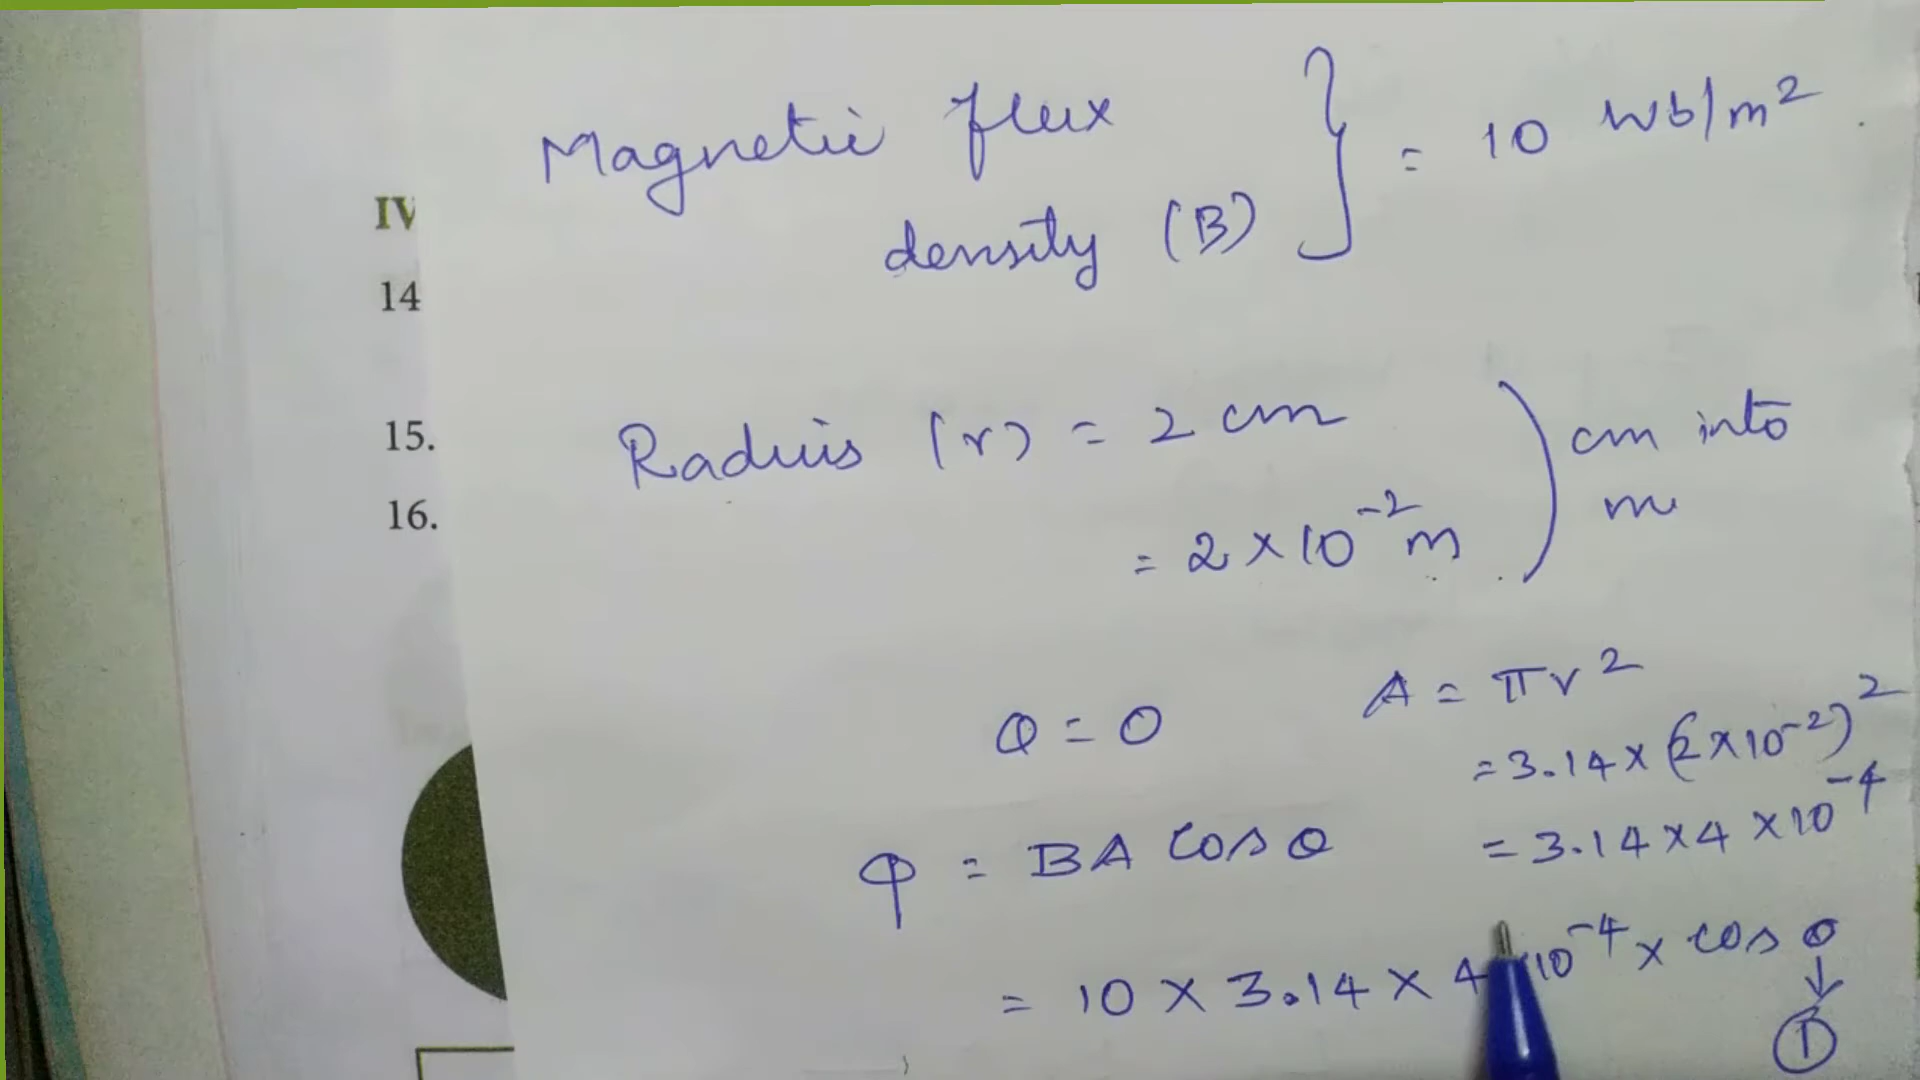 Magnetic flux
density (B) } = 10 Wb/m²
IV
14
15.
Radius (r) = 2 cm
= 2 × 10⁻² m ) cm into m
16.
θ = 0
A = πr²
= 3.14 × (2 × 10⁻²)²
= 3.14 × 4 × 10⁻⁴
φ = BA cos θ
= 10 × 3.14 × 4 × 10⁻⁴ × cos 0
↓
1